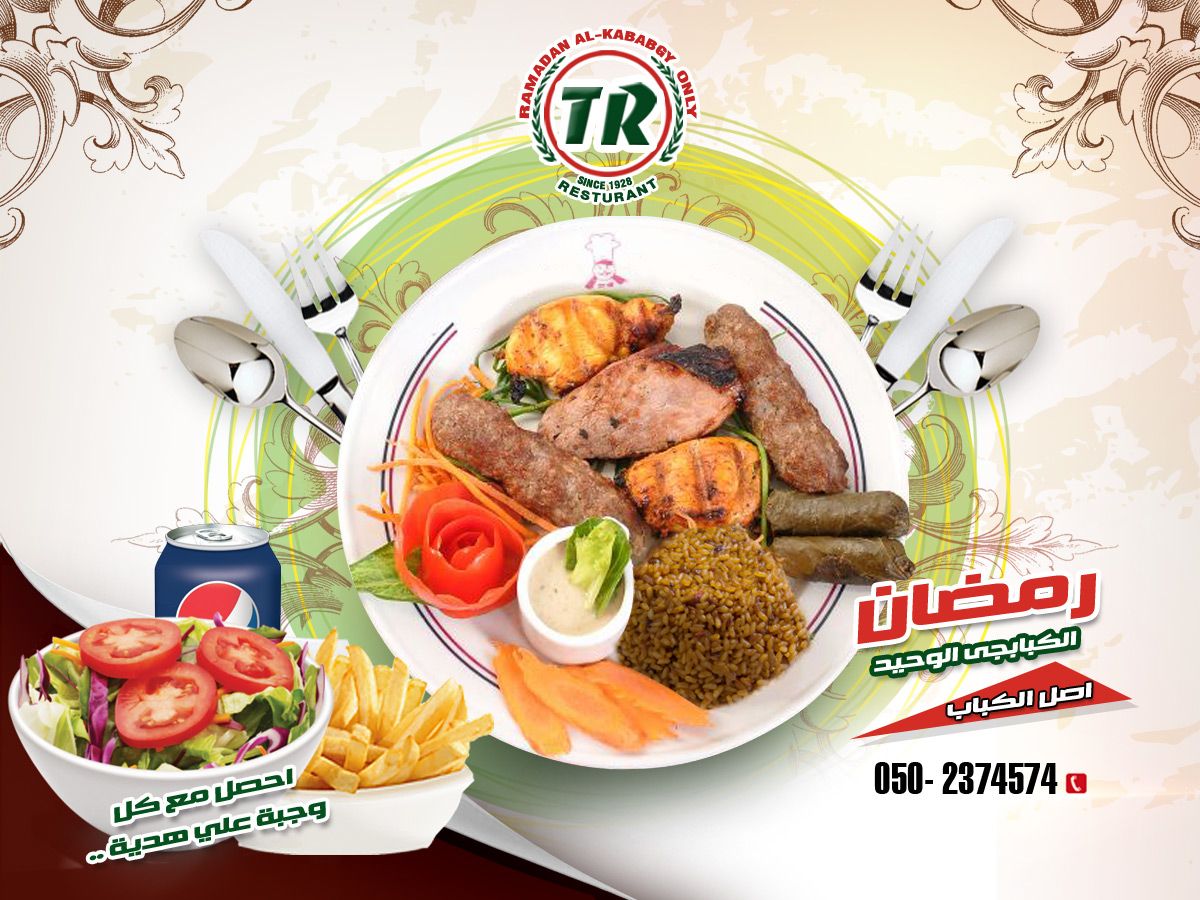 RAMADAN AL-KABABGY ONLY
TR
SINCE 1928
RESTURANT
رمضان
الكبابجى الوحيد
اصل الكباب
050- 2374574
احصل مع كل
وجبة علي هدية ..